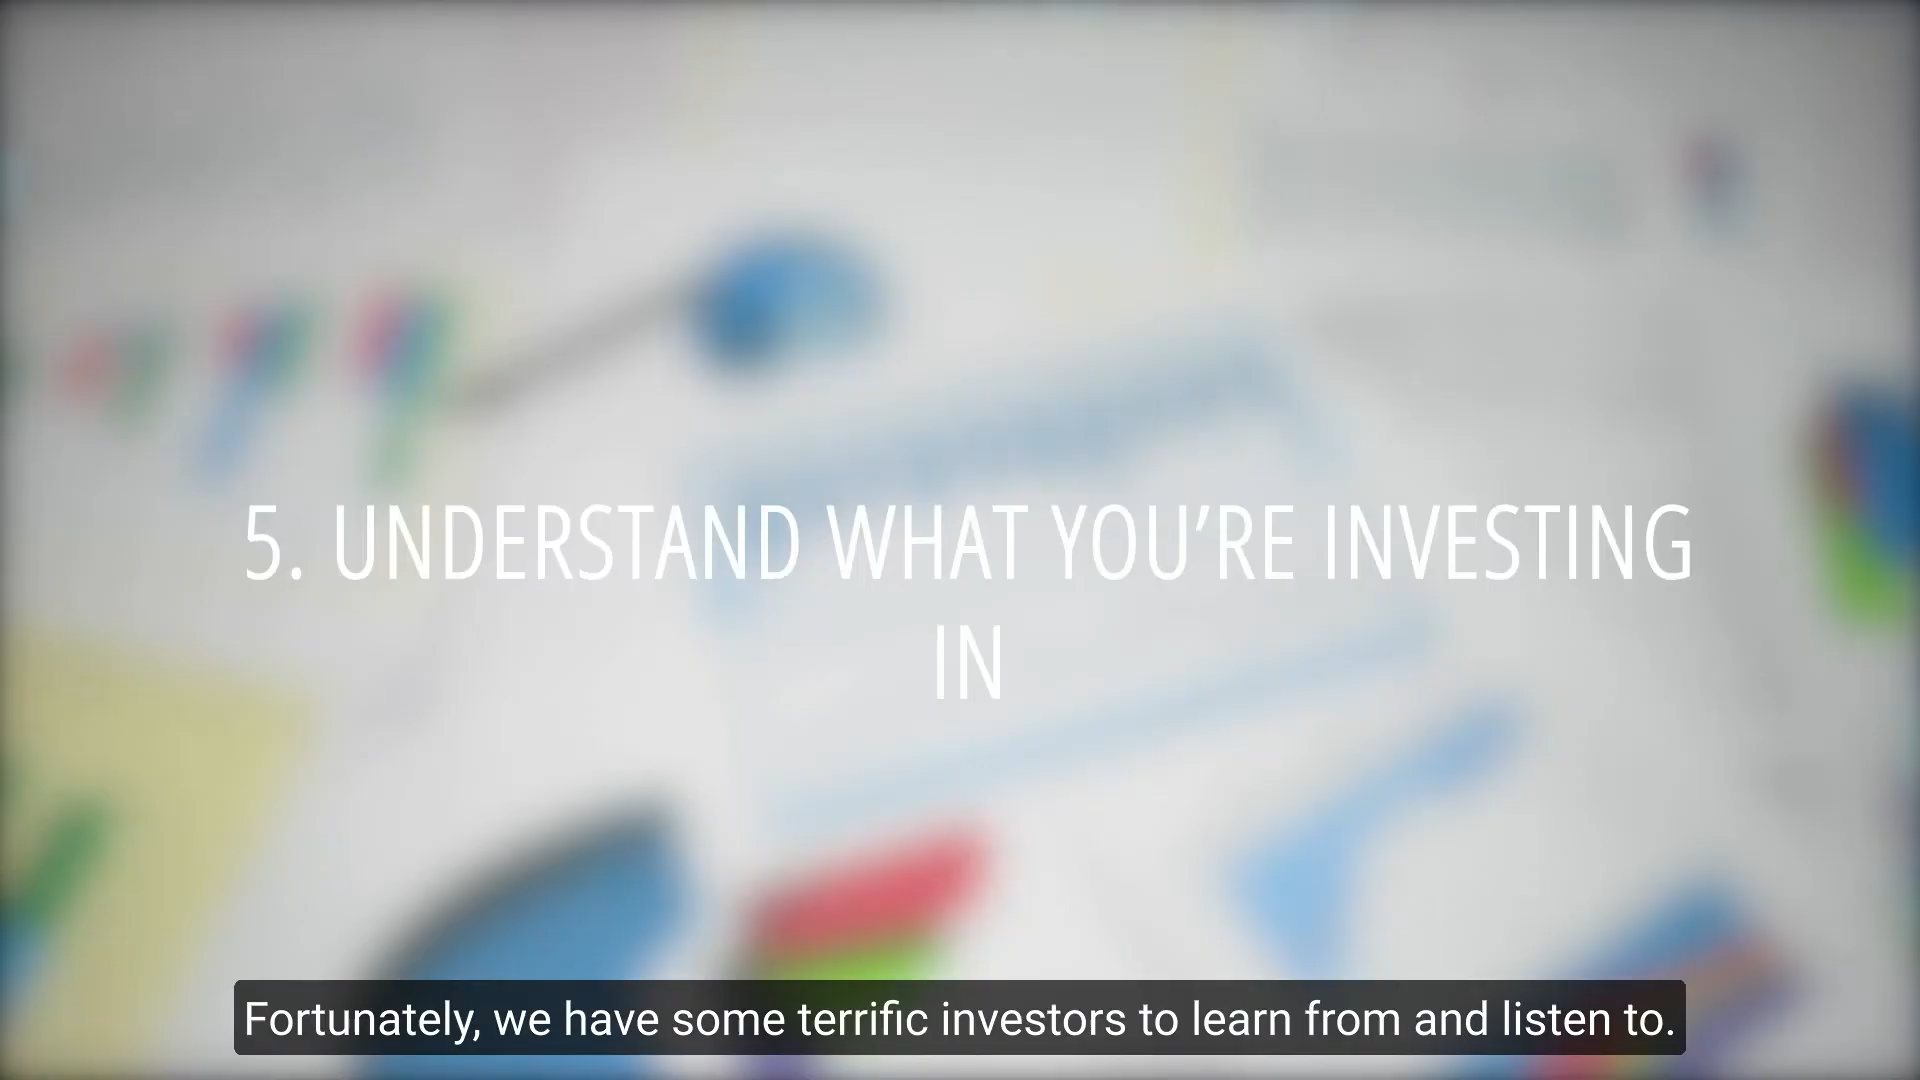 5. UNDERSTAND WHAT YOU’RE INVESTING
IN
Fortunately, we have some terrific investors to learn from and listen to.